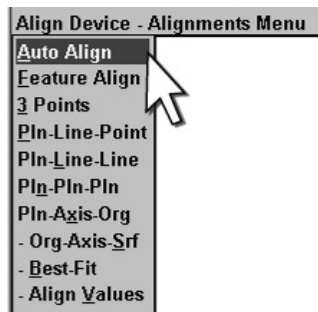 Align Device - Alignments Menu
Auto Align
Feature Align
3 Points
Pln-Line-Point
Pln-Line-Line
Pln-Pln-Pln
Pln-Axis-Org
- Org-Axis-Srf
- Best-Fit
- Align Values